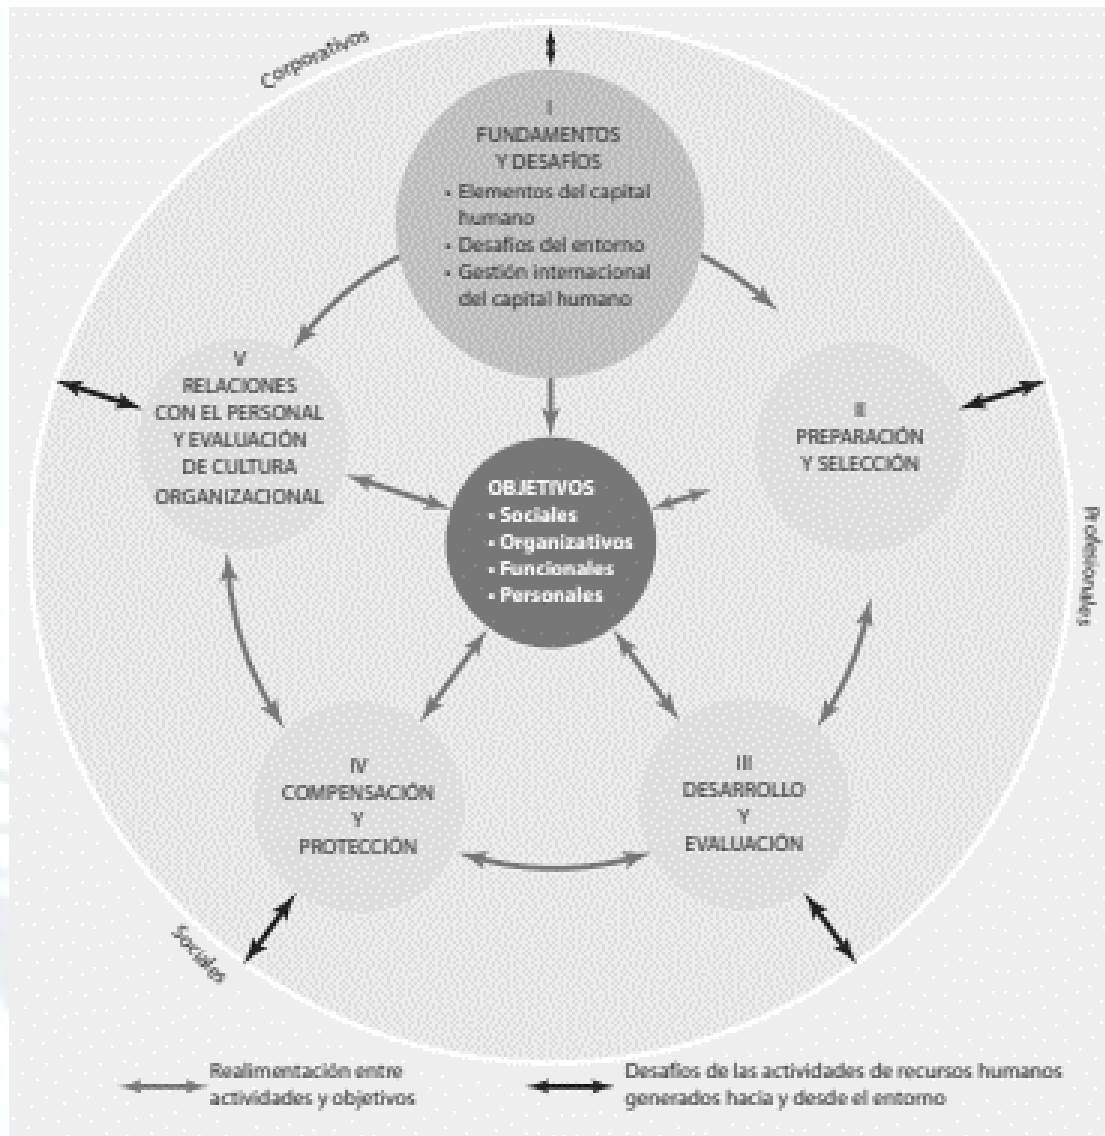 Corporativos
I
FUNDAMENTOS
Y DESAFÍOS
• Elementos del capital
humano
• Desafíos del entorno
• Gestión internacional
del capital humano
V
RELACIONES
CON EL PERSONAL
Y EVALUACIÓN
DE CULTURA
ORGANIZACIONAL
II
PREPARACIÓN
Y SELECCIÓN
OBJETIVOS
• Sociales
• Organizativos
• Funcionales
• Personales
Profesionales
IV
COMPENSACIÓN
Y
PROTECCIÓN
III
DESARROLLO
Y
EVALUACIÓN
Sociales
Realimentación entre
actividades y objetivos
Desafíos de las actividades de recursos humanos
generados hacia y desde el entorno